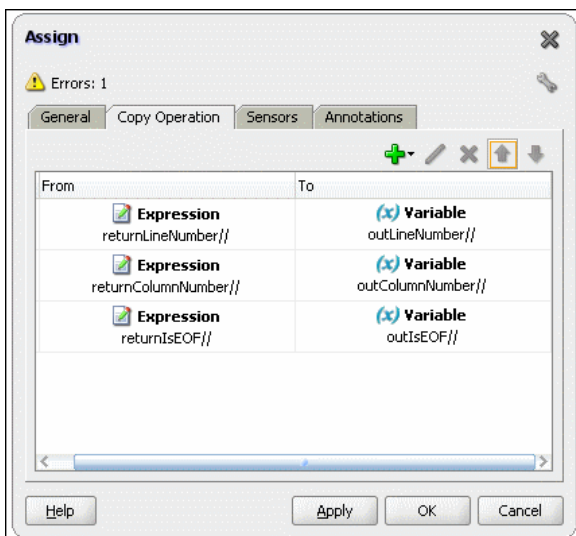 Assign
Errors: 1
General Copy Operation Sensors Annotations
From To
Expression (x) Variable
returnLineNumber// outLineNumber//
Expression (x) Variable
returnColumnNumber// outColumnNumber//
Expression (x) Variable
returnIsEOF// outIsEOF//
Help Apply OK Cancel